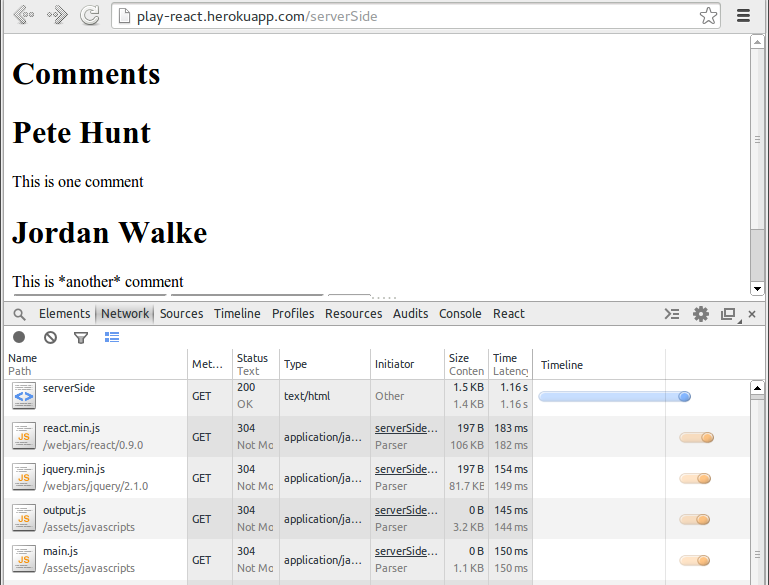 play-react.herokuapp.com/serverSide
Comments
Pete Hunt
This is one comment
Jordan Walke
This is *another* comment
Elements Network Sources Timeline Profiles Resources Audits Console React
Name Met... Status Type Initiator Size Time Timeline
Path Text Conten Latency
serverSide GET 200 text/html Other 1.5 KB 1.16 s
OK 1.4 KB 1.16 s
react.min.js GET 304 application/ja... serverSide... 197 B 183 ms
/webjars/react/0.9.0 Not Mo Parser 106 KB 182 ms
jquery.min.js GET 304 application/ja... serverSide... 197 B 154 ms
/webjars/jquery/2.1.0 Not Mo Parser 81.7 KB 149 ms
output.js GET 304 application/ja... serverSide... 0 B 145 ms
/assets/javascripts Not Mo Parser 3.2 KB 144 ms
main.js GET 304 application/ja... serverSide... 0 B 150 ms
/assets/javascripts Not Mo Parser 1.1 KB 150 ms